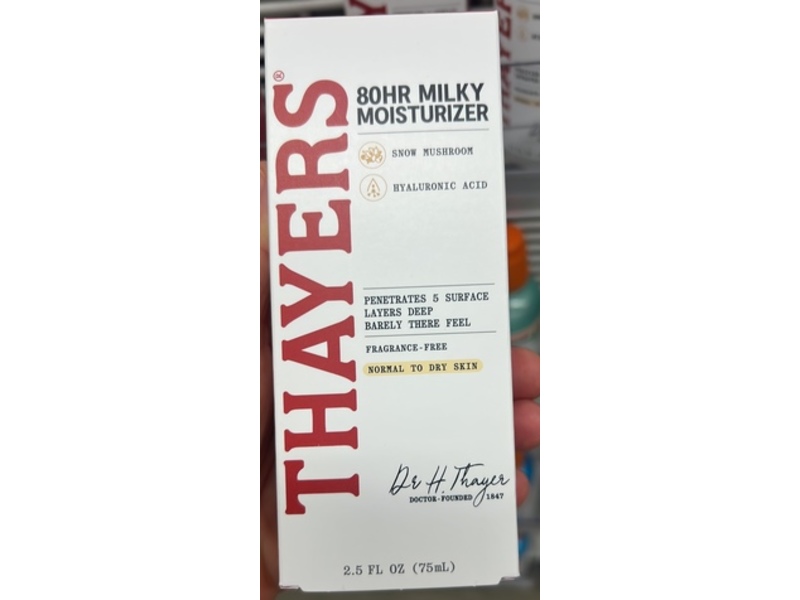 THAYERS®
80HR MILKY
MOISTURIZER
SNOW MUSHROOM
HYALURONIC ACID
PENETRATES 5 SURFACE
LAYERS DEEP
BARELY THERE FEEL
FRAGRANCE-FREE
NORMAL TO DRY SKIN
Dr H. Thayer
DOCTOR-FOUNDED 1847
2.5 FL OZ (75mL)